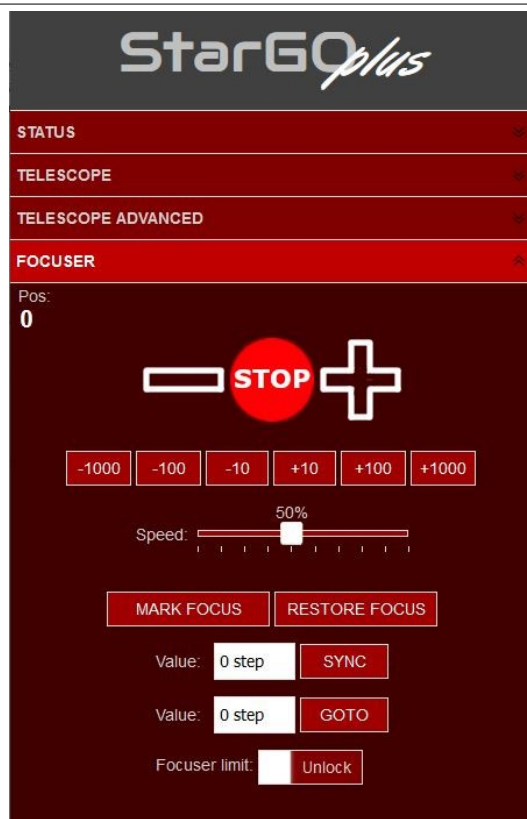 StarGO plus
STATUS
TELESCOPE
TELESCOPE ADVANCED
FOCUSER
Pos:
0
STOP
-1000 -100 -10 +10 +100 +1000
50%
Speed:
MARK FOCUS RESTORE FOCUS
Value: 0 step SYNC
Value: 0 step GOTO
Focuser limit: Unlock